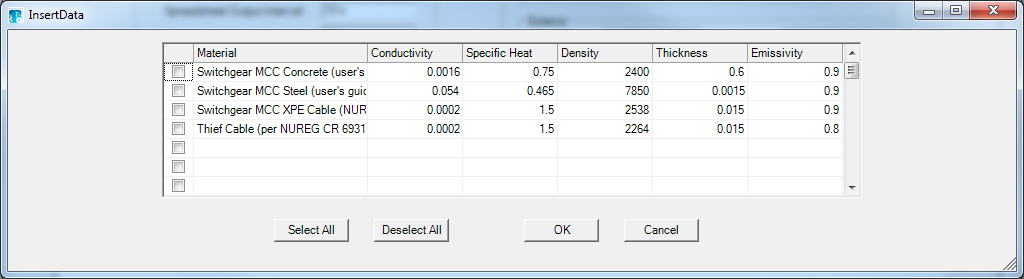 InsertData
Spreadsheet Output Interval:
Material Conductivity Specific Heat Density Thickness Emissivity
Switchgear MCC Concrete (user's 0.0016 0.75 2400 0.6 0.9
Switchgear MCC Steel (user's guid 0.054 0.465 7850 0.0015 0.9
Switchgear MCC XPE Cable (NUR 0.0002 1.5 2538 0.015 0.9
Thief Cable (per NUREG CR 6931 0.0002 1.5 2264 0.015 0.8
Select All Deselect All OK Cancel